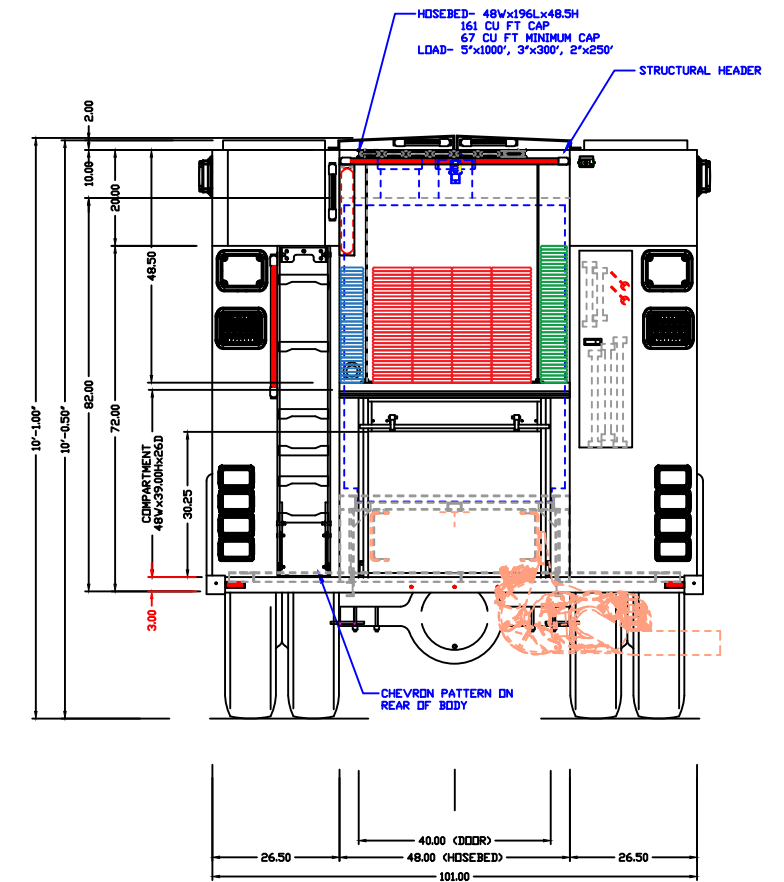 HOSEBED- 48Wx196Lx48.5H
161 CU FT CAP
67 CU FT MINIMUM CAP
LOAD- 5"x1000', 3"x300', 2"x250'
STRUCTURAL HEADER
2.00
10.00
20.00
48.50
82.00
72.00
10'-1.00"
10'-0.50"
COMPARTMENT
48Wx39.00Hx26D
30.25
3.00
CHEVRON PATTERN ON
REAR OF BODY
40.00 (DOOR)
26.50
48.00 (HOSEBED)
26.50
101.00